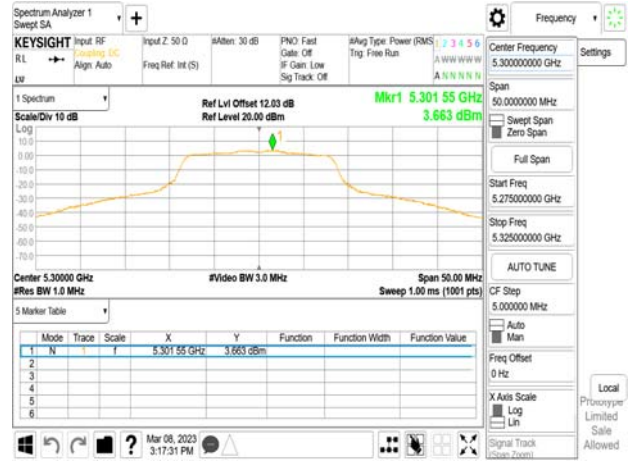 Spectrum Analyzer 1
Swept SA
Frequency
KEYSIGHT
RL
Input: RF
Coupling: DC
Align: Auto
Input Z: 50 Ω
Freq Ref: Int (S)
#Atten: 30 dB
PNO: Fast
Gate: Off
IF Gain: Low
Sig Track: Off
#Avg Type: Power (RMS)
Trig: Free Run
1 2 3 4 5 6
A W W W W W
A N N N N N
Center Frequency
5.300000000 GHz
Settings
Span
50.0000000 MHz
Swept Span
Zero Span
Full Span
Start Freq
5.275000000 GHz
Stop Freq
5.325000000 GHz
AUTO TUNE
CF Step
5.000000 MHz
Auto
Man
Freq Offset
0 Hz
X Axis Scale
Log
Lin
Signal Track
(Span Zoom)
Local
Prototype
Limited
Sale
Allowed
1 Spectrum
Scale/Div 10 dB
Ref Lvl Offset 12.03 dB
Ref Level 20.00 dBm
Mkr1 5.301 55 GHz
3.663 dBm
Log
10.0
0.00
-10.0
-20.0
-30.0
-40.0
-50.0
-60.0
-70.0
1
Center 5.30000 GHz
#Res BW 1.0 MHz
#Video BW 3.0 MHz
Span 50.00 MHz
Sweep 1.00 ms (1001 pts)
5 Marker Table
Mode Trace Scale X Y Function Function Width Function Value
1 N 1 f 5.301 55 GHz 3.663 dBm
2
3
4
5
6
? Mar 08, 2023
3:17:31 PM